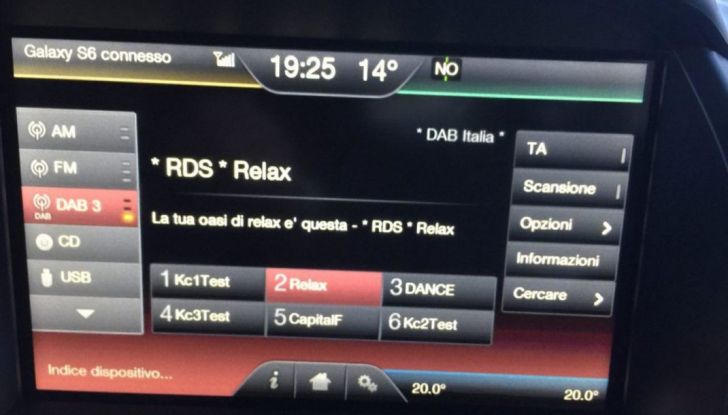 Galaxy S6 connesso
19:25 14° NO
AM
FM
DAB 3
DAB
CD
USB
* DAB Italia *
* RDS * Relax
La tua oasi di relax e' questa - * RDS * Relax
1 Kc1Test
2 Relax
3 DANCE
4 Kc3Test
5 CapitalF
6 Kc2Test
TA
Scansione
Opzioni
Informazioni
Cercare
Indice dispositivo...
i
20.0°
20.0°